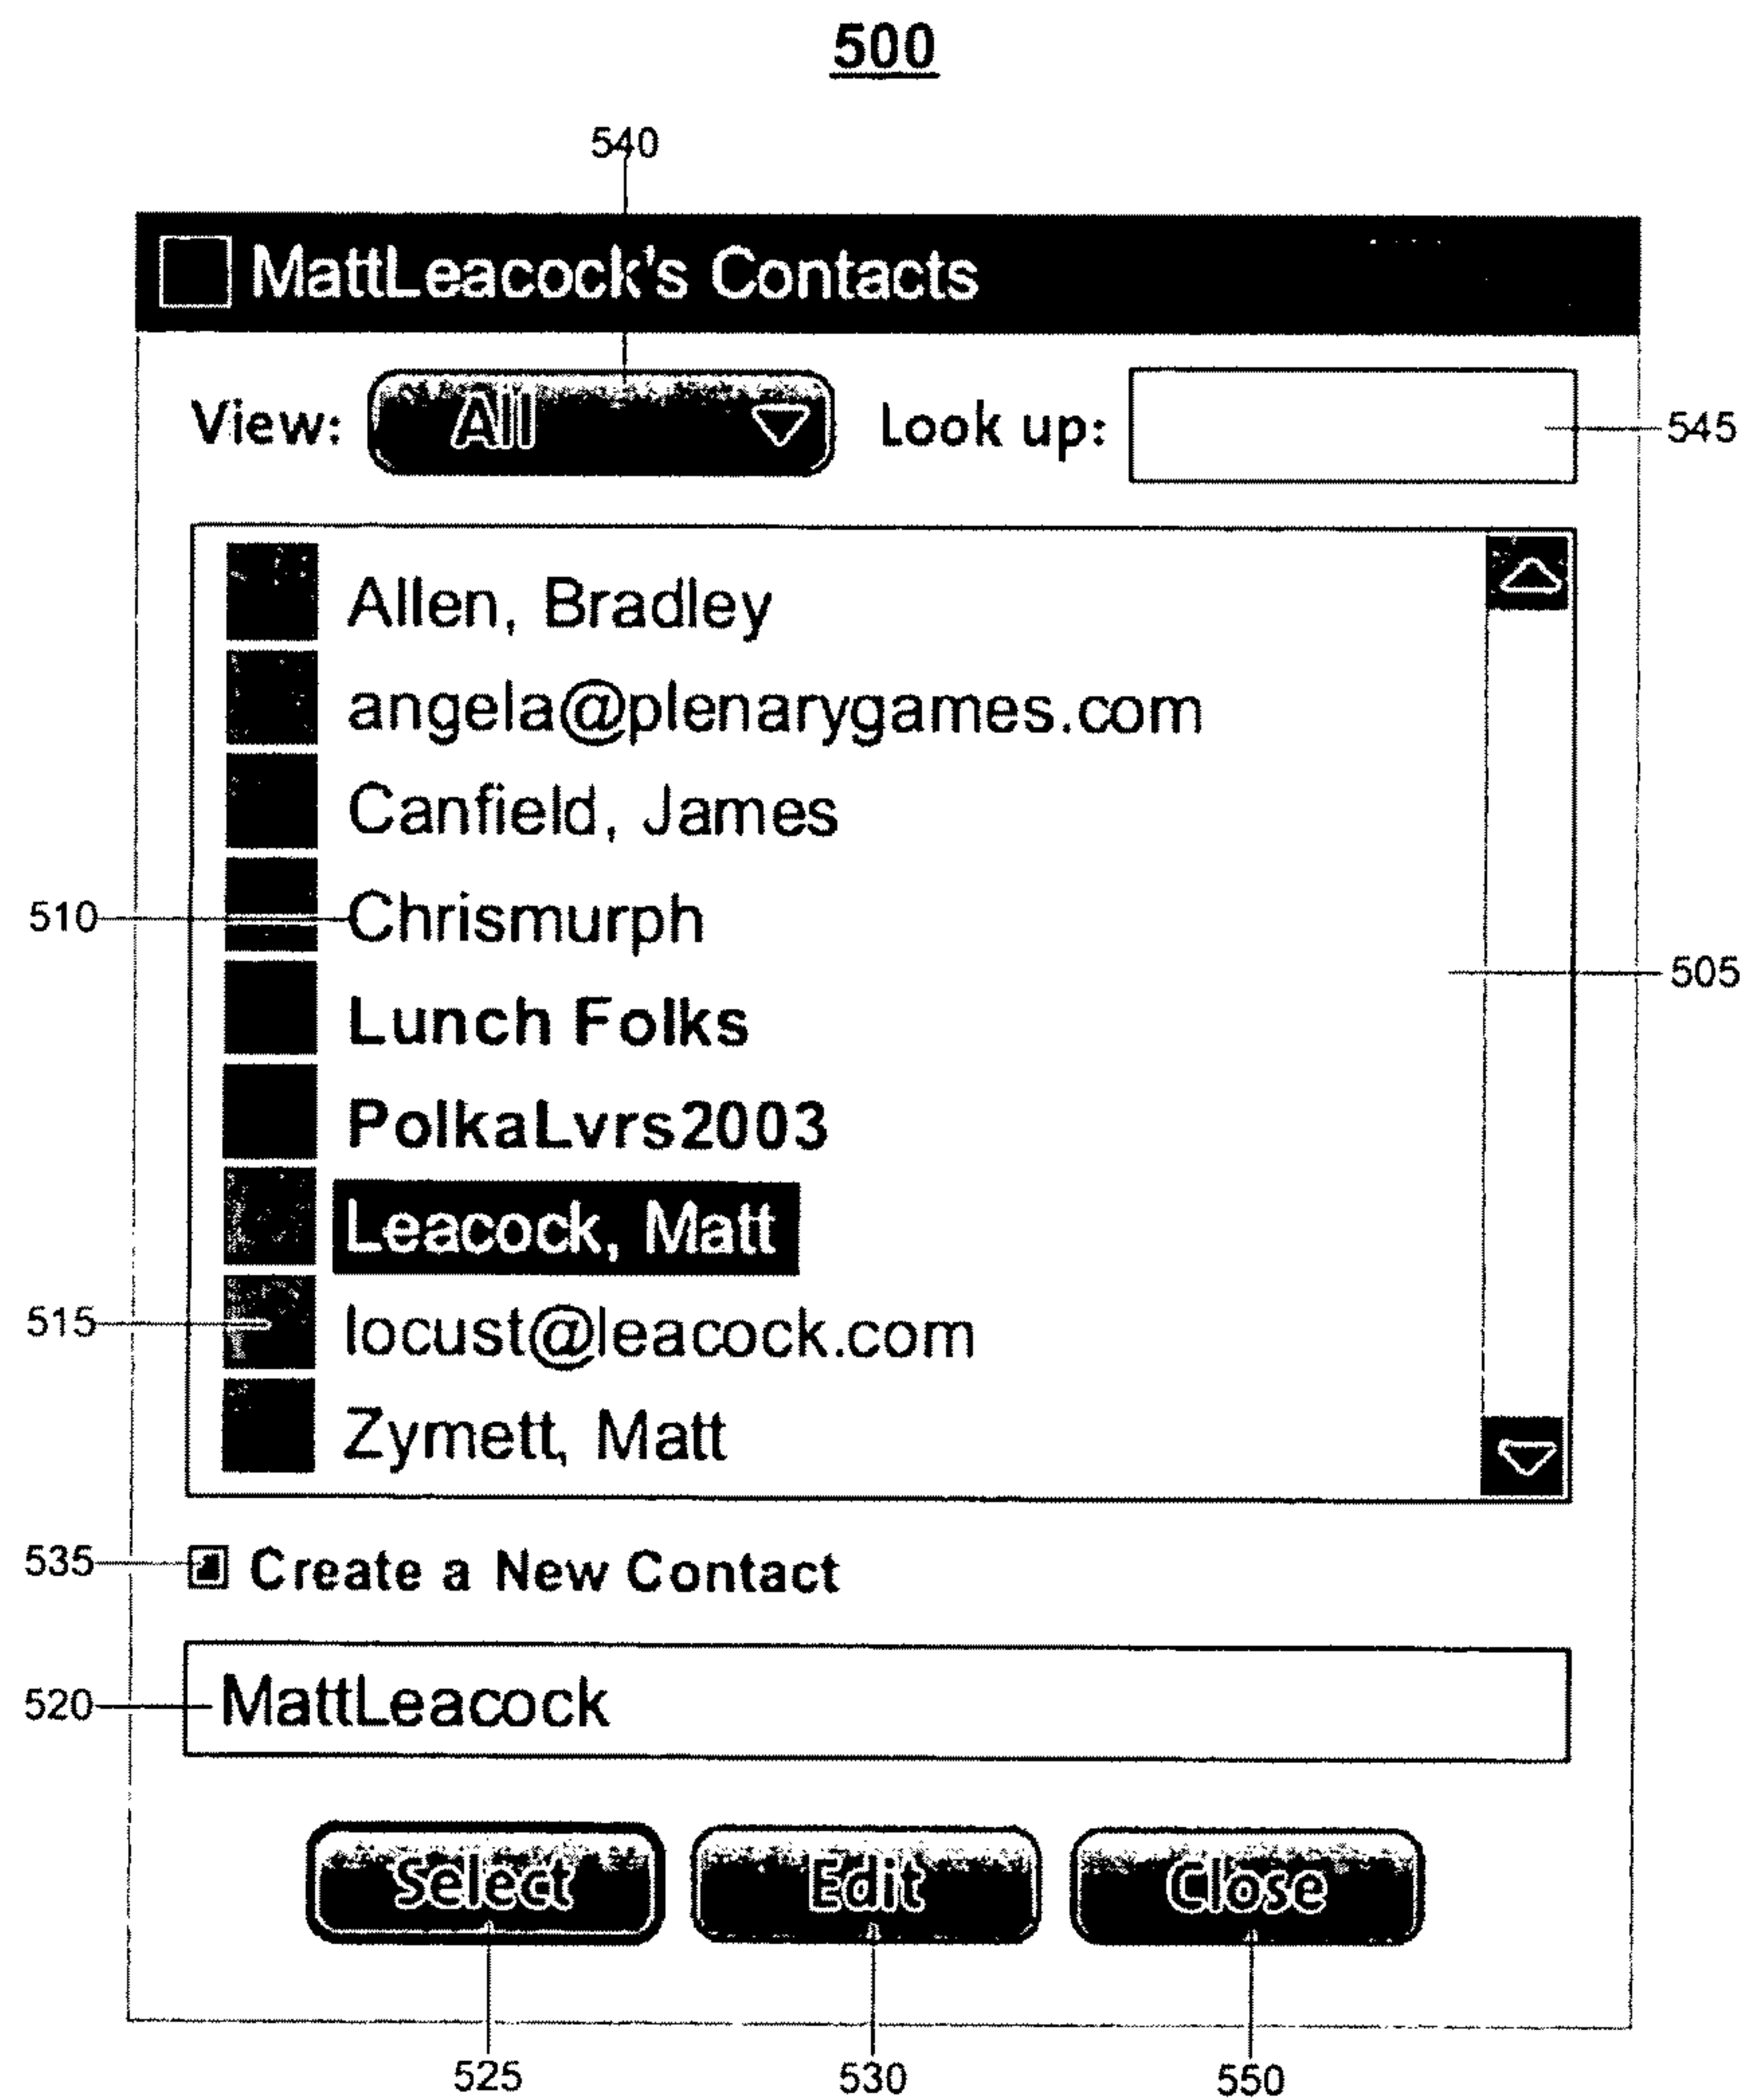 500
540
MattLeacock's Contacts
View: All Look up: 545
Allen, Bradley
angela@plenarygames.com
Canfield, James
510 Chrismurph
505
Lunch Folks
PolkaLvrs2003
Leacock, Matt
515 locust@leacock.com
Zymett, Matt
535 Create a New Contact
520 MattLeacock
Select Edit Close
525 530 550